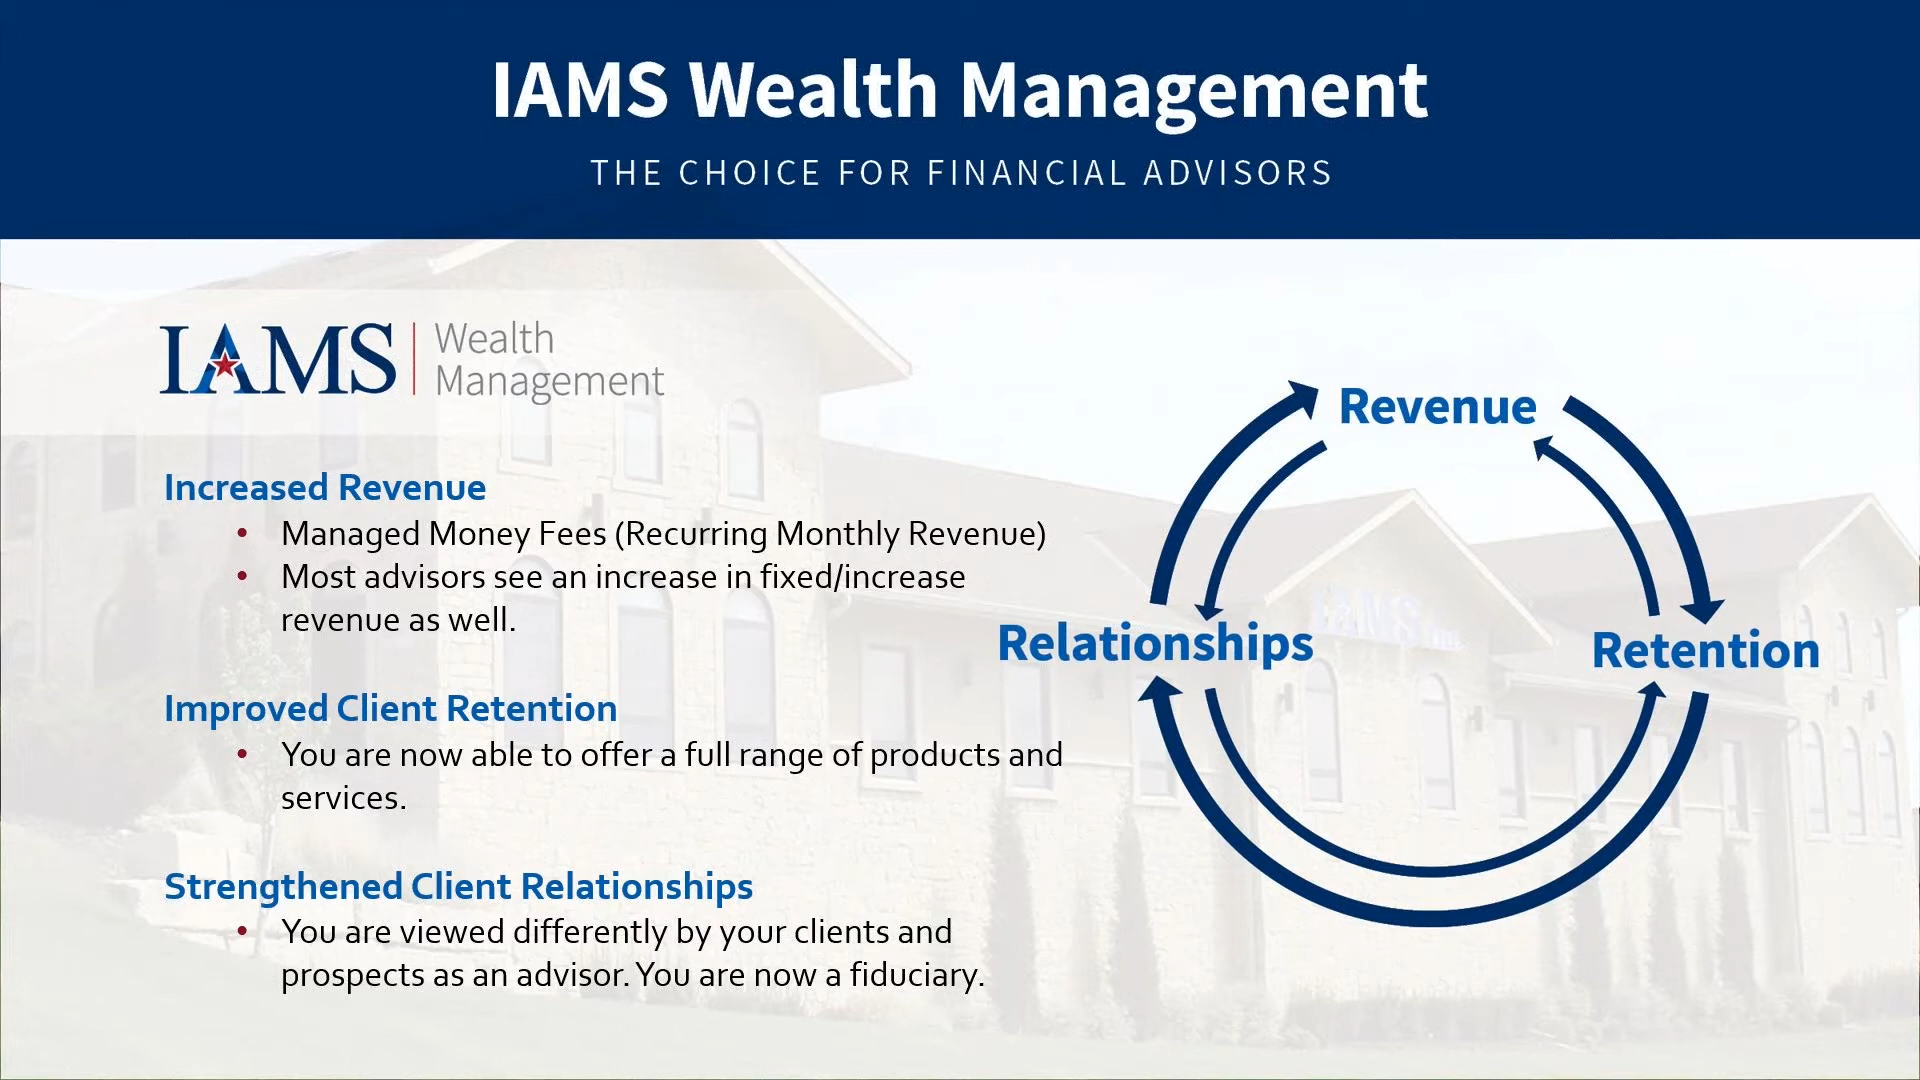 IAMS Wealth Management
THE CHOICE FOR FINANCIAL ADVISORS
IAMS
Wealth
Management
Increased Revenue
• Managed Money Fees (Recurring Monthly Revenue)
• Most advisors see an increase in fixed/increase
revenue as well.
Improved Client Retention
• You are now able to offer a full range of products and
services.
Strengthened Client Relationships
• You are viewed differently by your clients and
prospects as an advisor. You are now a fiduciary.
Revenue
Relationships
Retention
IAMS